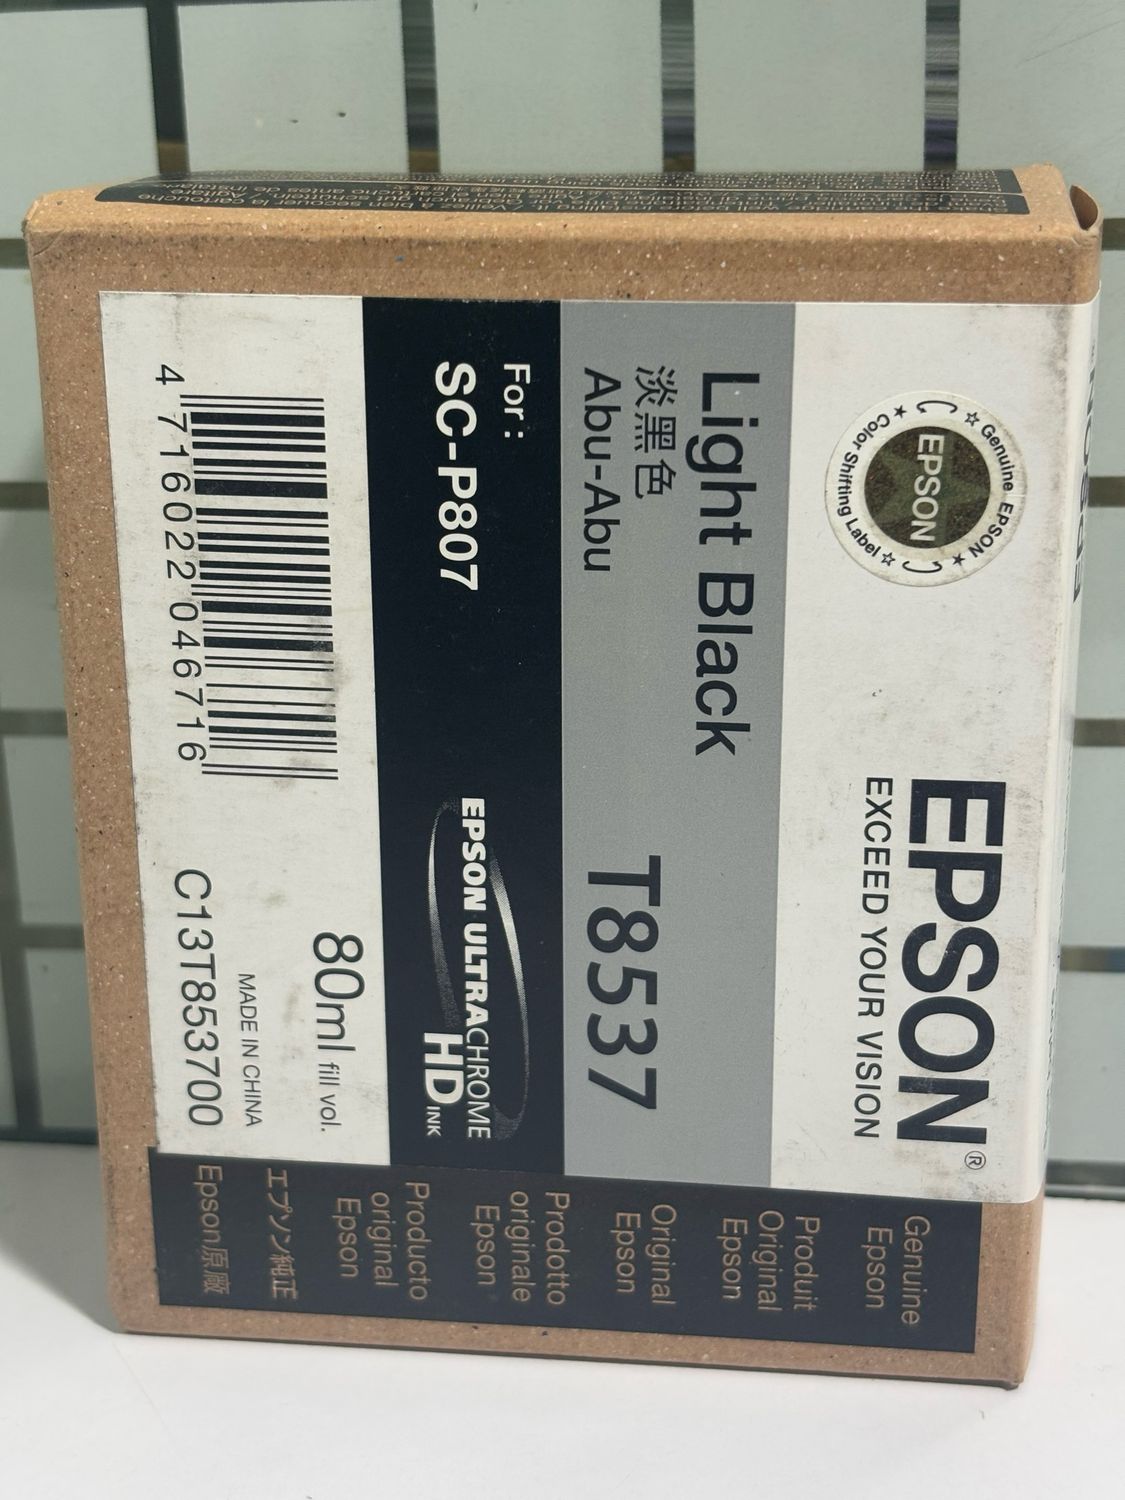 EPSON®
EXCEED YOUR VISION
☆ Genuine EPSON ★
EPSON
★ Color Shifting Label ☆
Light Black
淡黑色
Abu-Abu
T8537
For :
SC-P807
EPSON ULTRACHROME
HD INK
4 716022 046716
80ml fill vol.
MADE IN CHINA
C13T853700
Genuine
Epson
Produit
Original
Epson
Original
Epson
Prodotto
originale
Epson
Producto
original
Epson
エプソン純正
Epson原廠